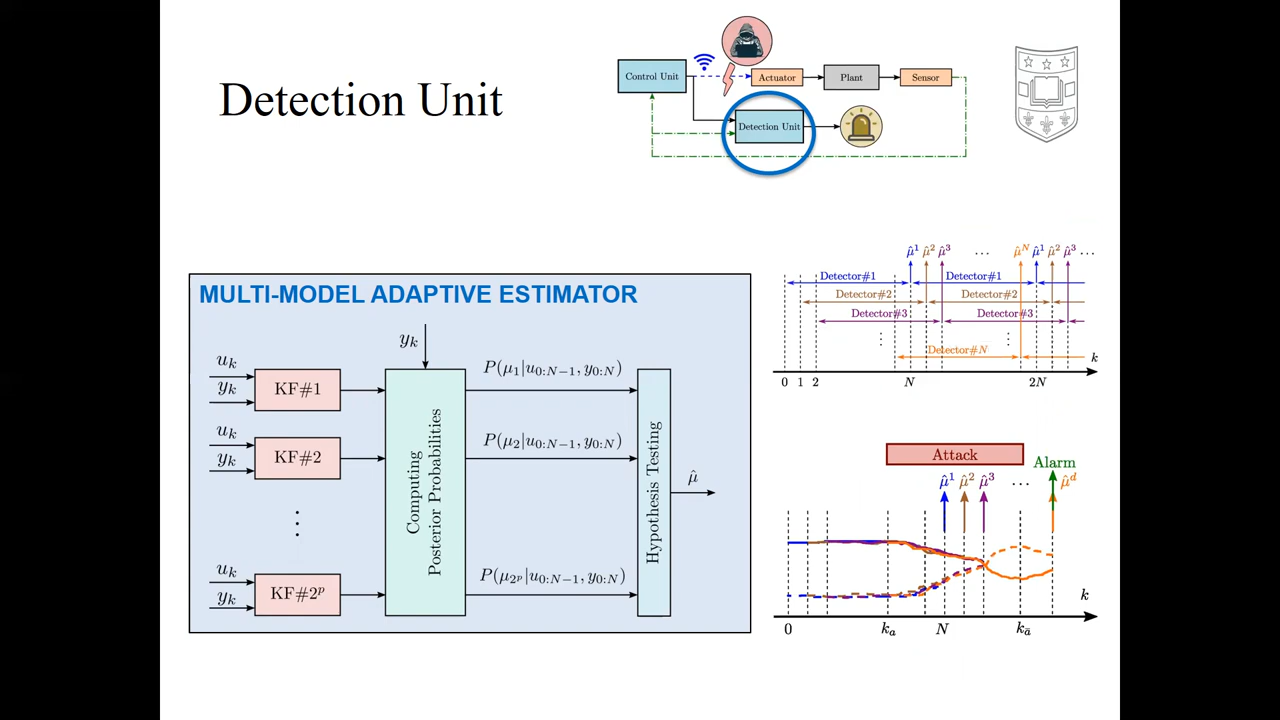 Detection Unit
Control Unit
Actuator
Plant
Sensor
Detection Unit
MULTI-MODEL ADAPTIVE ESTIMATOR
y_k
u_k
y_k
KF#1
u_k
y_k
KF#2
⋮
u_k
y_k
KF#2^p
Computing
Posterior Probabilities
P(μ_1|u_{0:N−1}, y_{0:N})
P(μ_2|u_{0:N−1}, y_{0:N})
P(μ_{2^p}|u_{0:N−1}, y_{0:N})
Hypothesis Testing
μ̂
μ̂^1 μ̂^2 μ̂^3 ⋯ μ̂^N μ̂^1 μ̂^2 μ̂^3 ⋯
Detector#1 Detector#1
Detector#2 Detector#2
Detector#3 Detector#3
⋮ ⋮
Detector#N
k
0 1 2 N 2N
Attack
Alarm
μ̂^1 μ̂^2 μ̂^3 ⋯ μ̂^d
k
0 k_a N k_ā